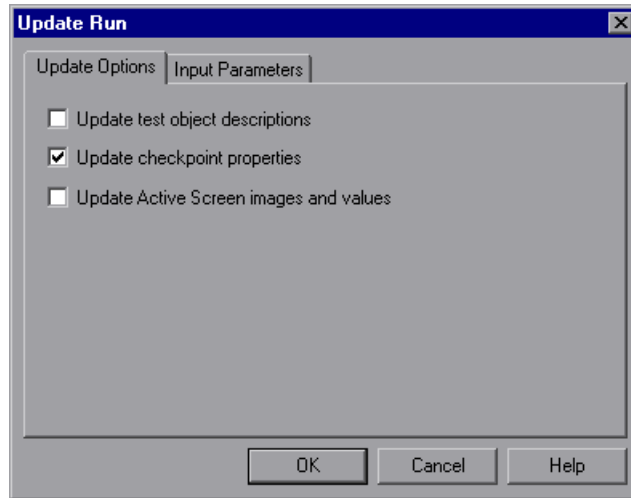 Update Run
Update Options Input Parameters
Update test object descriptions
Update checkpoint properties
Update Active Screen images and values
OK Cancel Help